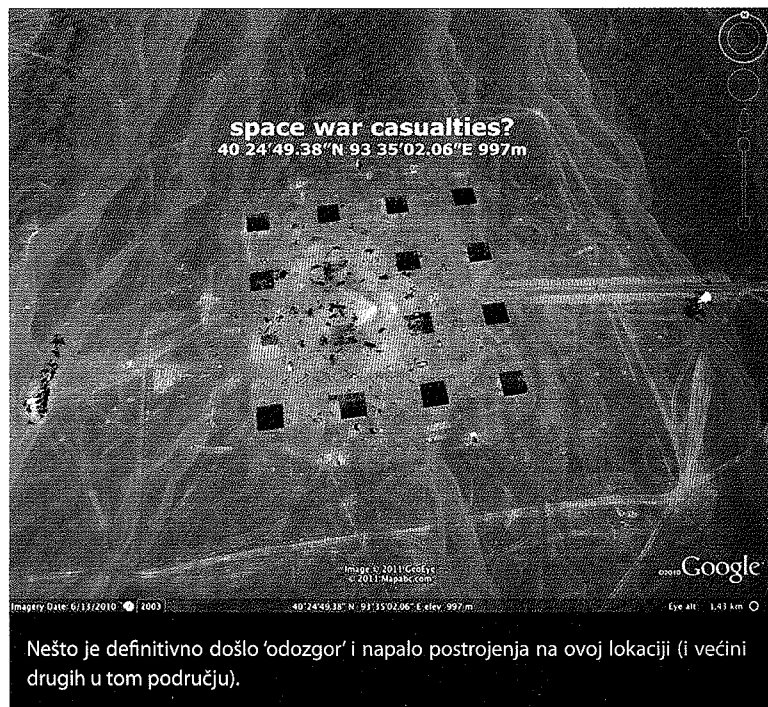 space war casualties?
40 24'49.38"N 93 35'02.06"E 997m
Image © 2011 GeoEye
© 2011 Mapabc.com
©2010 Google
Imagery Date: 6/13/2010 2003 40°24'49.38" N 93°35'02.06" E elev 997 m Eye alt 1.43 km
Nešto je definitivno došlo 'odozgor' i napalo postrojenja na ovoj lokaciji (i većini
drugih u tom području).